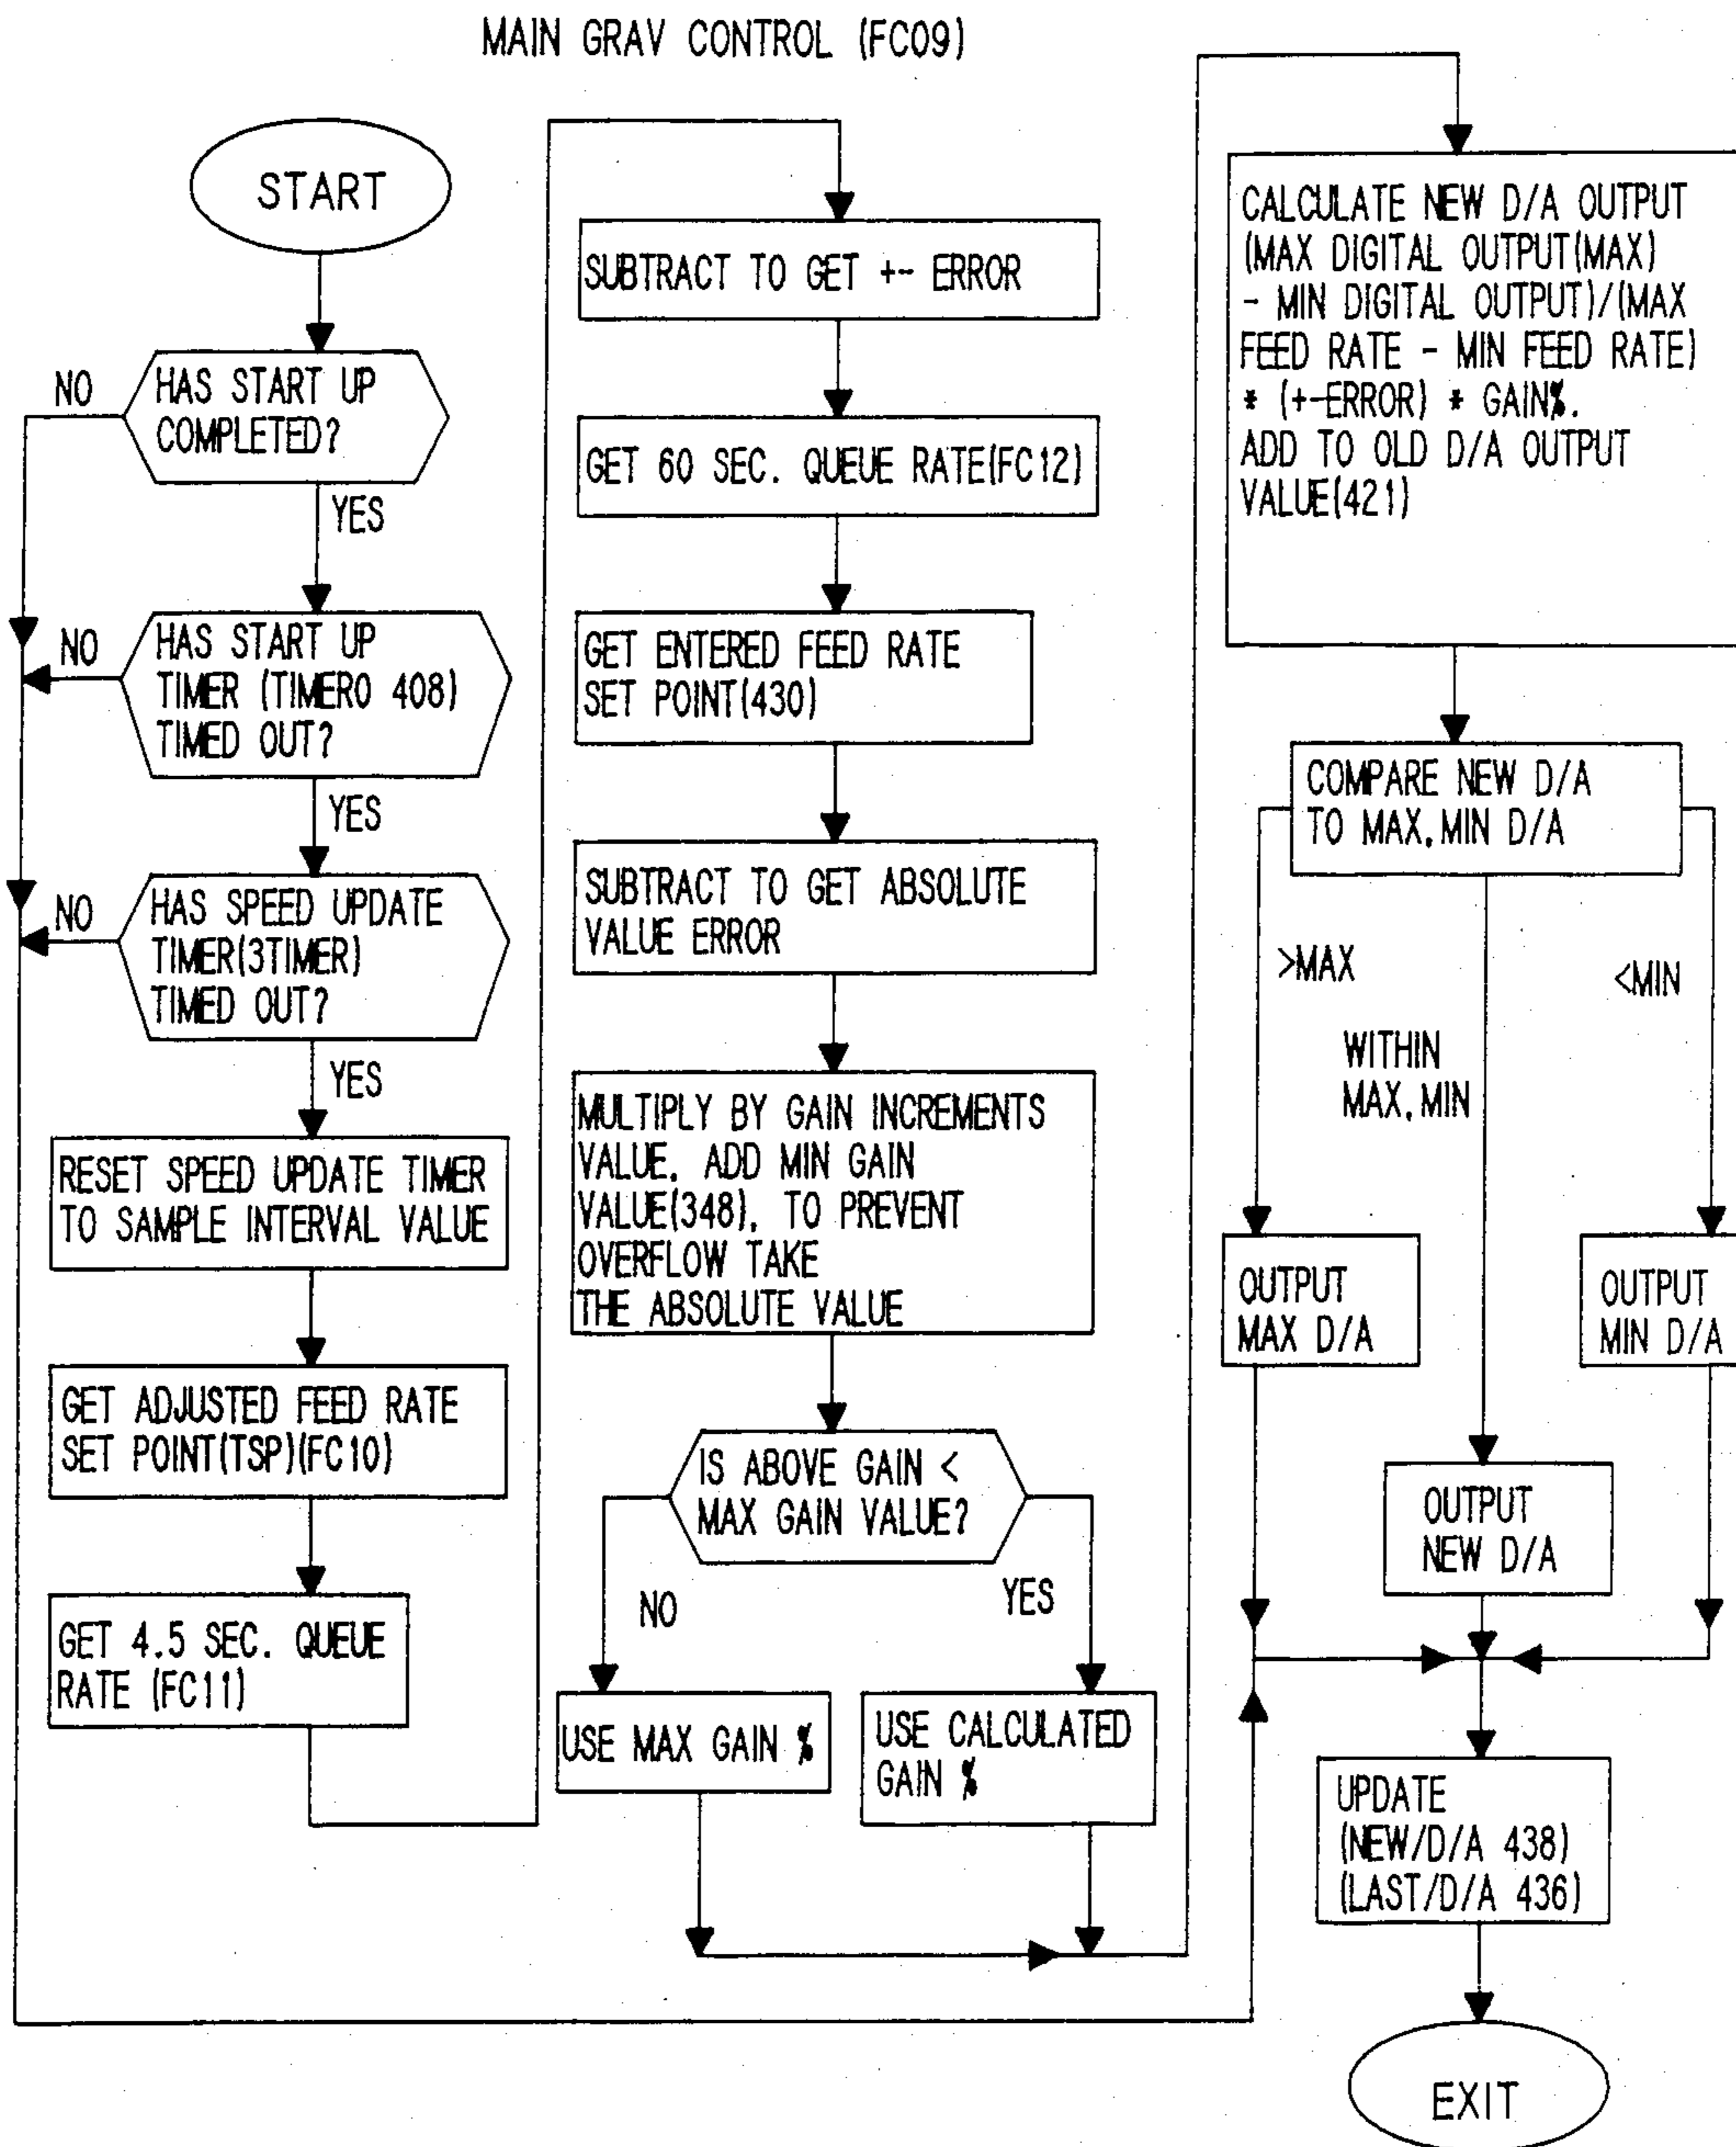 MAIN GRAV CONTROL (FC09)
START
HAS START UP
COMPLETED?
NO
YES
HAS START UP
TIMER (TIMER0 408)
TIMED OUT?
NO
YES
HAS SPEED UPDATE
TIMER(3TIMER)
TIMED OUT?
NO
YES
RESET SPEED UPDATE TIMER
TO SAMPLE INTERVAL VALUE
GET ADJUSTED FEED RATE
SET POINT(TSP)(FC10)
GET 4.5 SEC. QUEUE
RATE (FC11)
SUBTRACT TO GET +- ERROR
GET 60 SEC. QUEUE RATE(FC12)
GET ENTERED FEED RATE
SET POINT(430)
SUBTRACT TO GET ABSOLUTE
VALUE ERROR
MULTIPLY BY GAIN INCREMENTS
VALUE, ADD MIN GAIN
VALUE(348), TO PREVENT
OVERFLOW TAKE
THE ABSOLUTE VALUE
IS ABOVE GAIN <
MAX GAIN VALUE?
NO
YES
USE MAX GAIN %
USE CALCULATED
GAIN %
CALCULATE NEW D/A OUTPUT
(MAX DIGITAL OUTPUT(MAX)
- MIN DIGITAL OUTPUT)/(MAX
FEED RATE - MIN FEED RATE)
* (+-ERROR) * GAIN%.
ADD TO OLD D/A OUTPUT
VALUE(421)
COMPARE NEW D/A
TO MAX,MIN D/A
>MAX
<MIN
WITHIN
MAX,MIN
OUTPUT
MAX D/A
OUTPUT
MIN D/A
OUTPUT
NEW D/A
UPDATE
(NEW/D/A 438)
(LAST/D/A 436)
EXIT